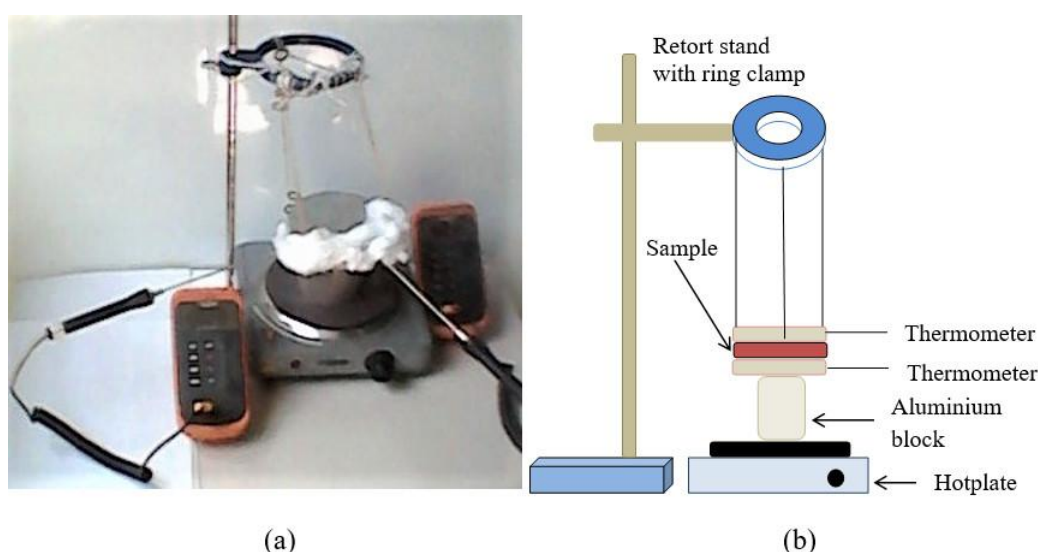 Retort stand
with ring clamp
Sample
Thermometer
Thermometer
Aluminium
block
Hotplate
(a)
(b)